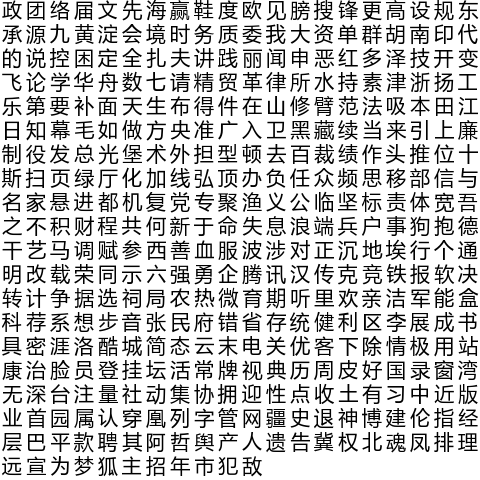 政团络届文先海赢鞋度欧见膀搜锋更高设规东
承源九黄淀会境时务质委我大资单群胡南印代
的说控困定全扎夫讲践丽闻申恶红多泽技开变
飞论学华舟数七请精贸革律所水持素津浙扬工
乐第要补面天生布得件在山修臂范法吸本田江
日知幕毛如做方央准广入卫黑藏续当来引上廉
制役发总光堡术外担型顿去百裁绩作头推位十
斯扫页绿厅化加线弘顶办负任众频思移部信与
名家悬进都机复党专聚渔义公临坚标责体宽吾
之不积财程共何新于命失息浪端兵户事狗抱德
干艺马调赋参西善血服波涉对正沉地埃行个通
明改载荣同示六强勇企腾讯汉传克竞铁报软决
转计争据选祠局农热微育期听里欢亲洁军能盒
科荐系想步音张民府错省存统健利区李展成书
具密涯洛酷城简态云末电关优客下除情极用站
康治脸员登挂坛活常牌视典历周皮好国录窗湾
无深台注量社动集协拥迎性点收土有习中近版
业首园属认穿凰列字管网疆史退神博建伦指经
层巴平款聘其阿哲舆产人遗告冀权北魂凤排理
远宣为梦狐主招年市犯敌